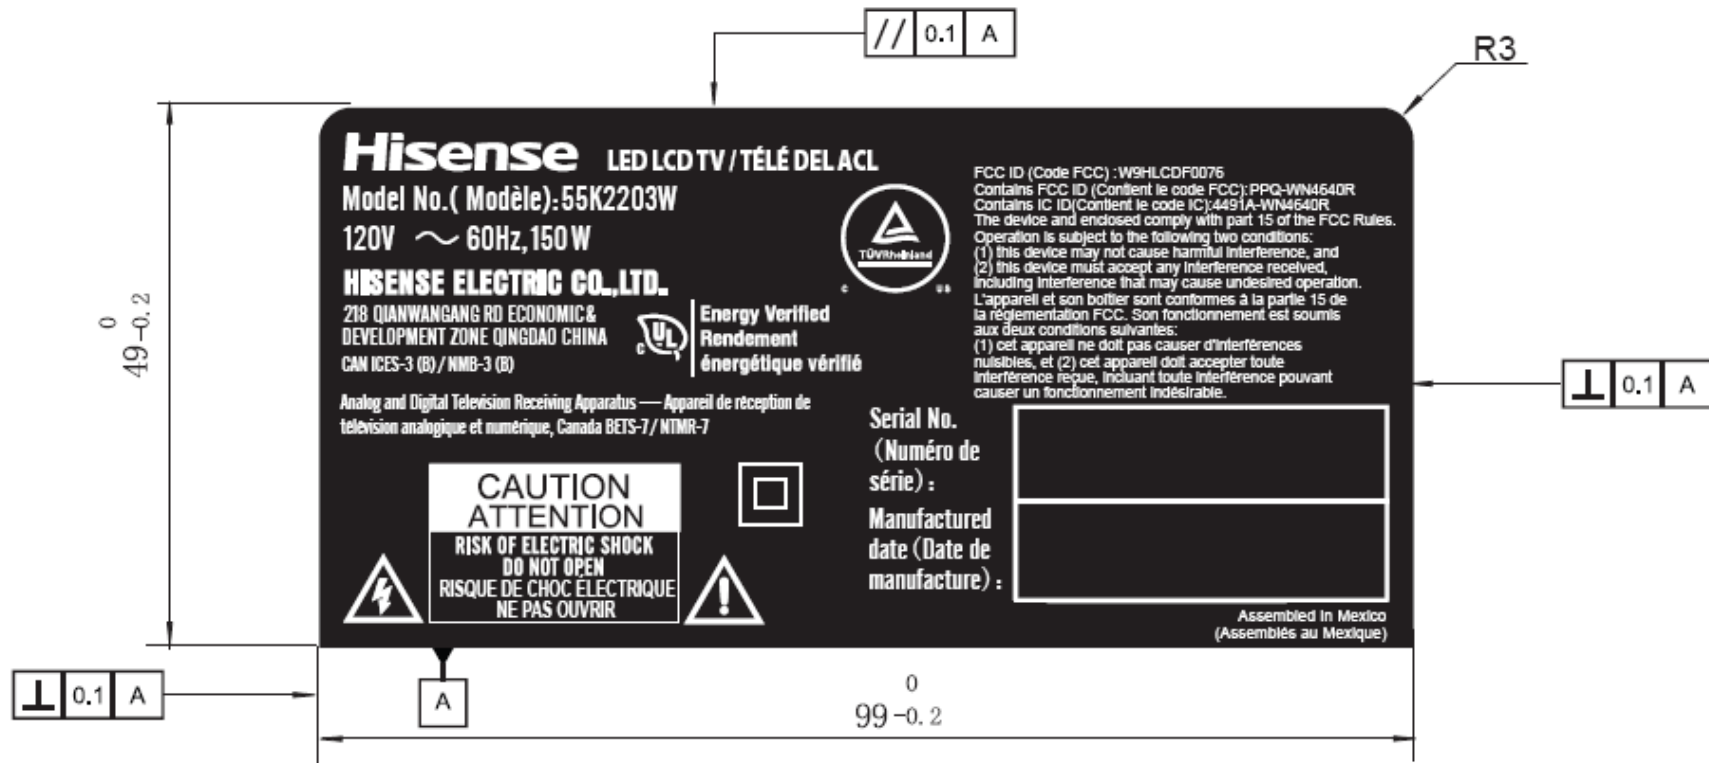 // 0.1 A
R3
Hisense LED LCD TV / TÉLÉ DEL ACL
Model No.( Modèle): 55K2203W
120V ～ 60Hz, 150 W
HISENSE ELECTRIC CO.,LTD.
218 QIANWANGANG RD ECONOMIC &
DEVELOPMENT ZONE QINGDAO CHINA
CAN ICES-3 (B) / NMB-3 (B)
C UL
Energy Verified
Rendement
énergétique vérifié
TÜVRheinland
C US
FCC ID (Code FCC) : W9HLCDF0076
Contains FCC ID (Contient le code FCC): PPQ-WN4640R
Contains IC ID(Contient le code IC):4491A-WN4640R
The device and enclosed comply with part 15 of the FCC Rules.
Operation is subject to the following two conditions:
(1) this device may not cause harmful interference, and
(2) this device must accept any interference received,
including interference that may cause undesired operation.
L'appareil et son boîtier sont conformes à la partie 15 de
la réglementation FCC. Son fonctionnement est soumis
aux deux conditions suivantes:
(1) cet appareil ne doit pas causer d'interférences
nuisibles, et (2) cet appareil doit accepter toute
interférence reçue, incluant toute interférence pouvant
causer un fonctionnement indésirable.
Analog and Digital Television Receiving Apparatus — Appareil de réception de
télévision analogique et numérique, Canada BETS-7 / NTMR-7
CAUTION
ATTENTION
RISK OF ELECTRIC SHOCK
DO NOT OPEN
RISQUE DE CHOC ÉLECTRIQUE
NE PAS OUVRIR
Serial No.
(Numéro de
série) :
Manufactured
date (Date de
manufacture) :
Assembled in Mexico
(Assemblés au Mexique)
0
49-0.2
⊥ 0.1 A
⊥ 0.1 A
A
0
99-0.2